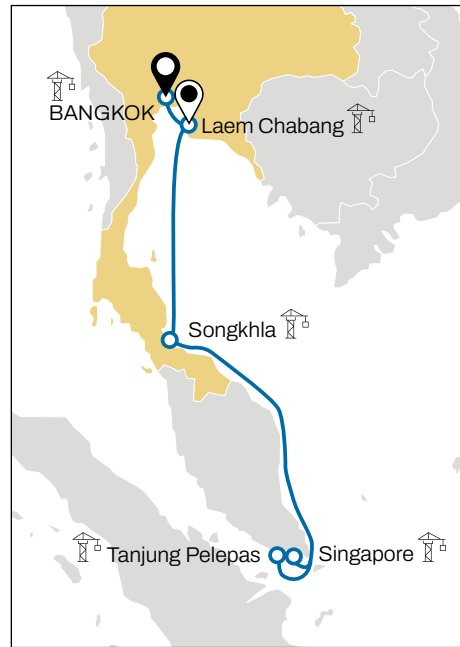 BANGKOK
Laem Chabang
Songkhla
Tanjung Pelepas
Singapore